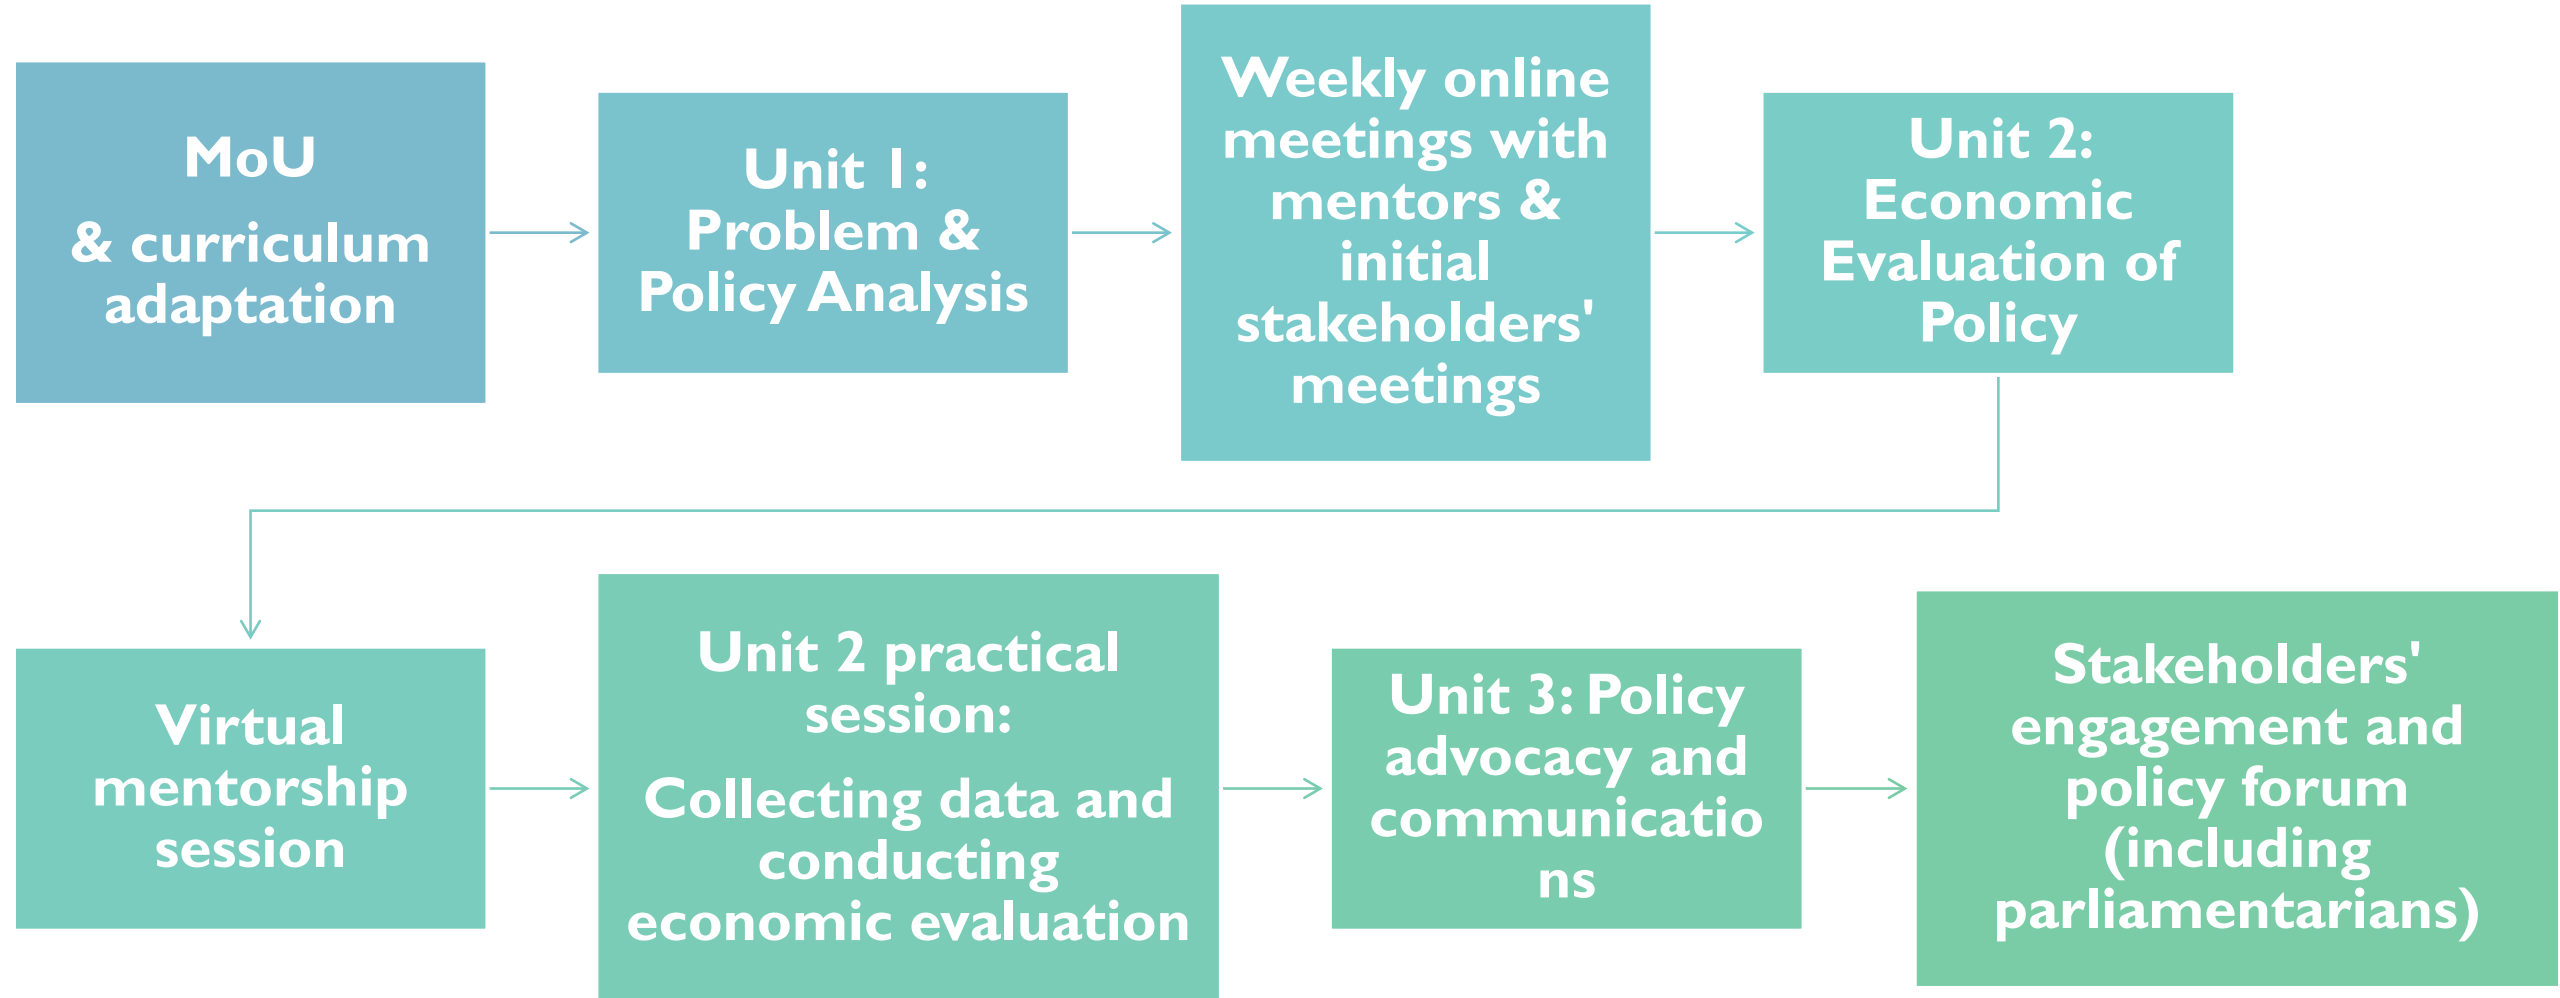 MoU
& curriculum
adaptation
Unit 1:
Problem &
Policy Analysis
Weekly online
meetings with
mentors &
initial
stakeholders'
meetings
Unit 2:
Economic
Evaluation of
Policy
Virtual
mentorship
session
Unit 2 practical
session:
Collecting data and
conducting
economic evaluation
Unit 3: Policy
advocacy and
communicatio
ns
Stakeholders'
engagement and
policy forum
(including
parliamentarians)